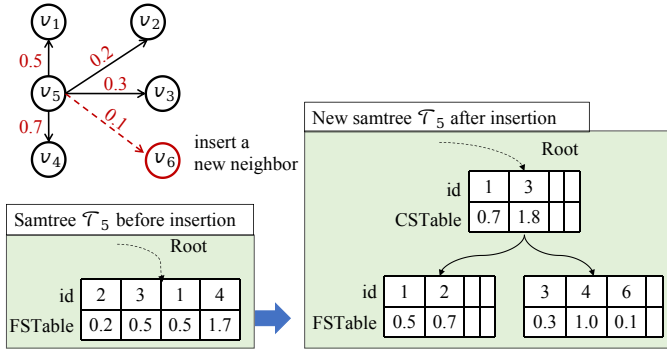 v₁
v₂
0.5
0.2
v₅
0.3
v₃
0.7
0.1
v₄
v₆
insert a
new neighbor
Samtree 𝒯₅ before insertion
Root
id 2 3 1 4
FSTable 0.2 0.5 0.5 1.7
New samtree 𝒯₅ after insertion
Root
id 1 3
CSTable 0.7 1.8
id 1 2 3 4 6
FSTable 0.5 0.7 0.3 1.0 0.1